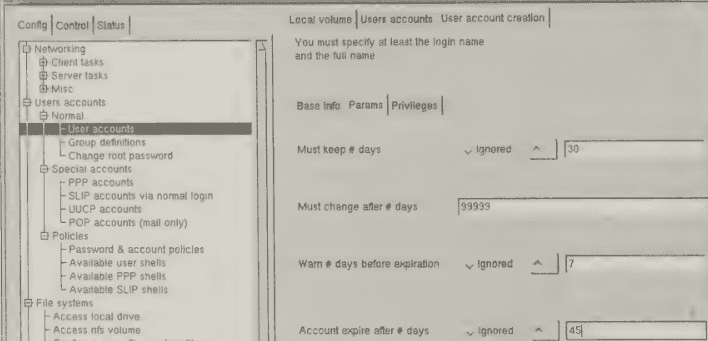 Config Control Status
Networking
Client tasks
Server tasks
Misc
Users accounts
Normal
User accounts
Group definitions
Change root password
Special accounts
PPP accounts
SLIP accounts via normal login
UUCP accounts
POP accounts (mail only)
Policies
Password & account policies
Available user shells
Available PPP shells
Available SLIP shells
File systems
Access local drive
Access nfs volume
Local volume Users accounts User account creation
You must specify at least the login name
and the full name
Base info Params Privileges
Must keep # days Ignored 30
Must change after # days 99999
Warn # days before expiration Ignored 7
Account expire after # days Ignored 45